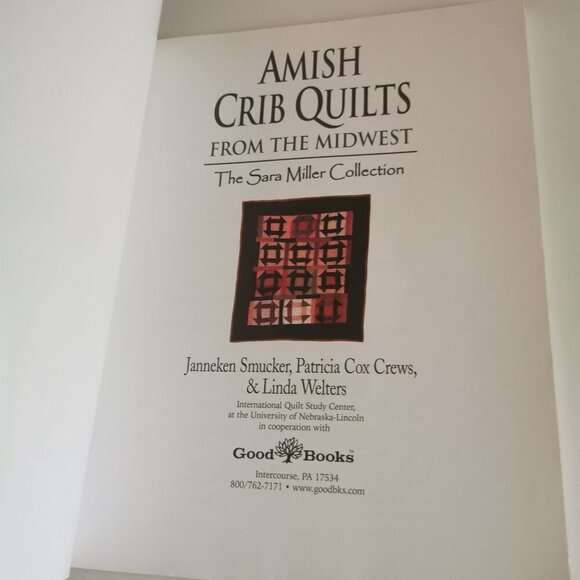 AMISH
CRIB QUILTS
FROM THE MIDWEST
The Sara Miller Collection
Janneken Smucker, Patricia Cox Crews,
& Linda Welters
International Quilt Study Center,
at the University of Nebraska-Lincoln
in cooperation with
Good Books™
Intercourse, PA 17534
800/762-7171 • www.goodbks.com